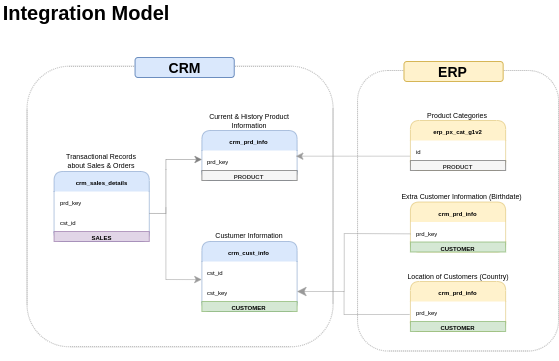 Integration Model
CRM
ERP
Current & History Product
Information
crm_prd_info
prd_key
PRODUCT
Transactional Records
about Sales & Orders
crm_sales_details
prd_key
cst_id
SALES
Custumer Information
crm_cust_info
cst_id
cst_key
CUSTOMER
Product Categories
erp_px_cat_g1v2
id
PRODUCT
Extra Customer Information (Birthdate)
crm_prd_info
prd_key
CUSTOMER
Location of Customers (Country)
crm_prd_info
prd_key
CUSTOMER